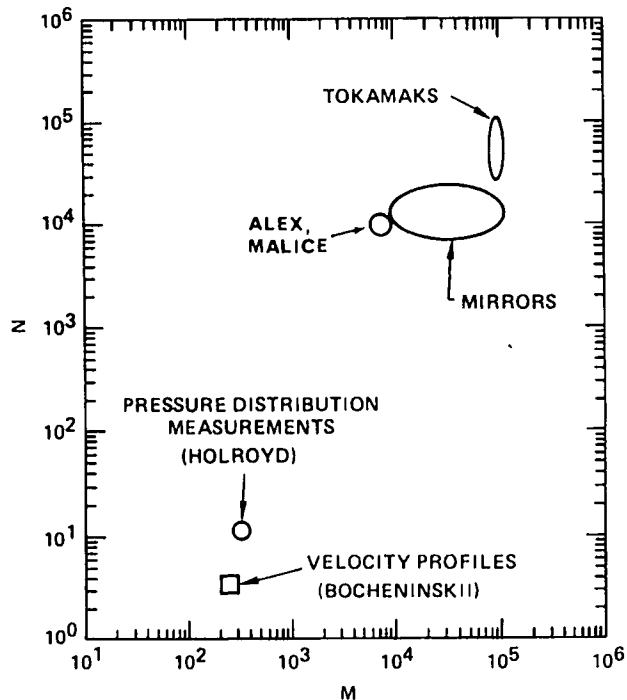 10^6
10^5
10^4
10^3
10^2
10^1
10^0
N
TOKAMAKS
ALEX,
MALICE
MIRRORS
PRESSURE DISTRIBUTION
MEASUREMENTS
(HOLROYD)
VELOCITY PROFILES
(BOCHENINSKII)
10^1 10^2 10^3 10^4 10^5 10^6
M